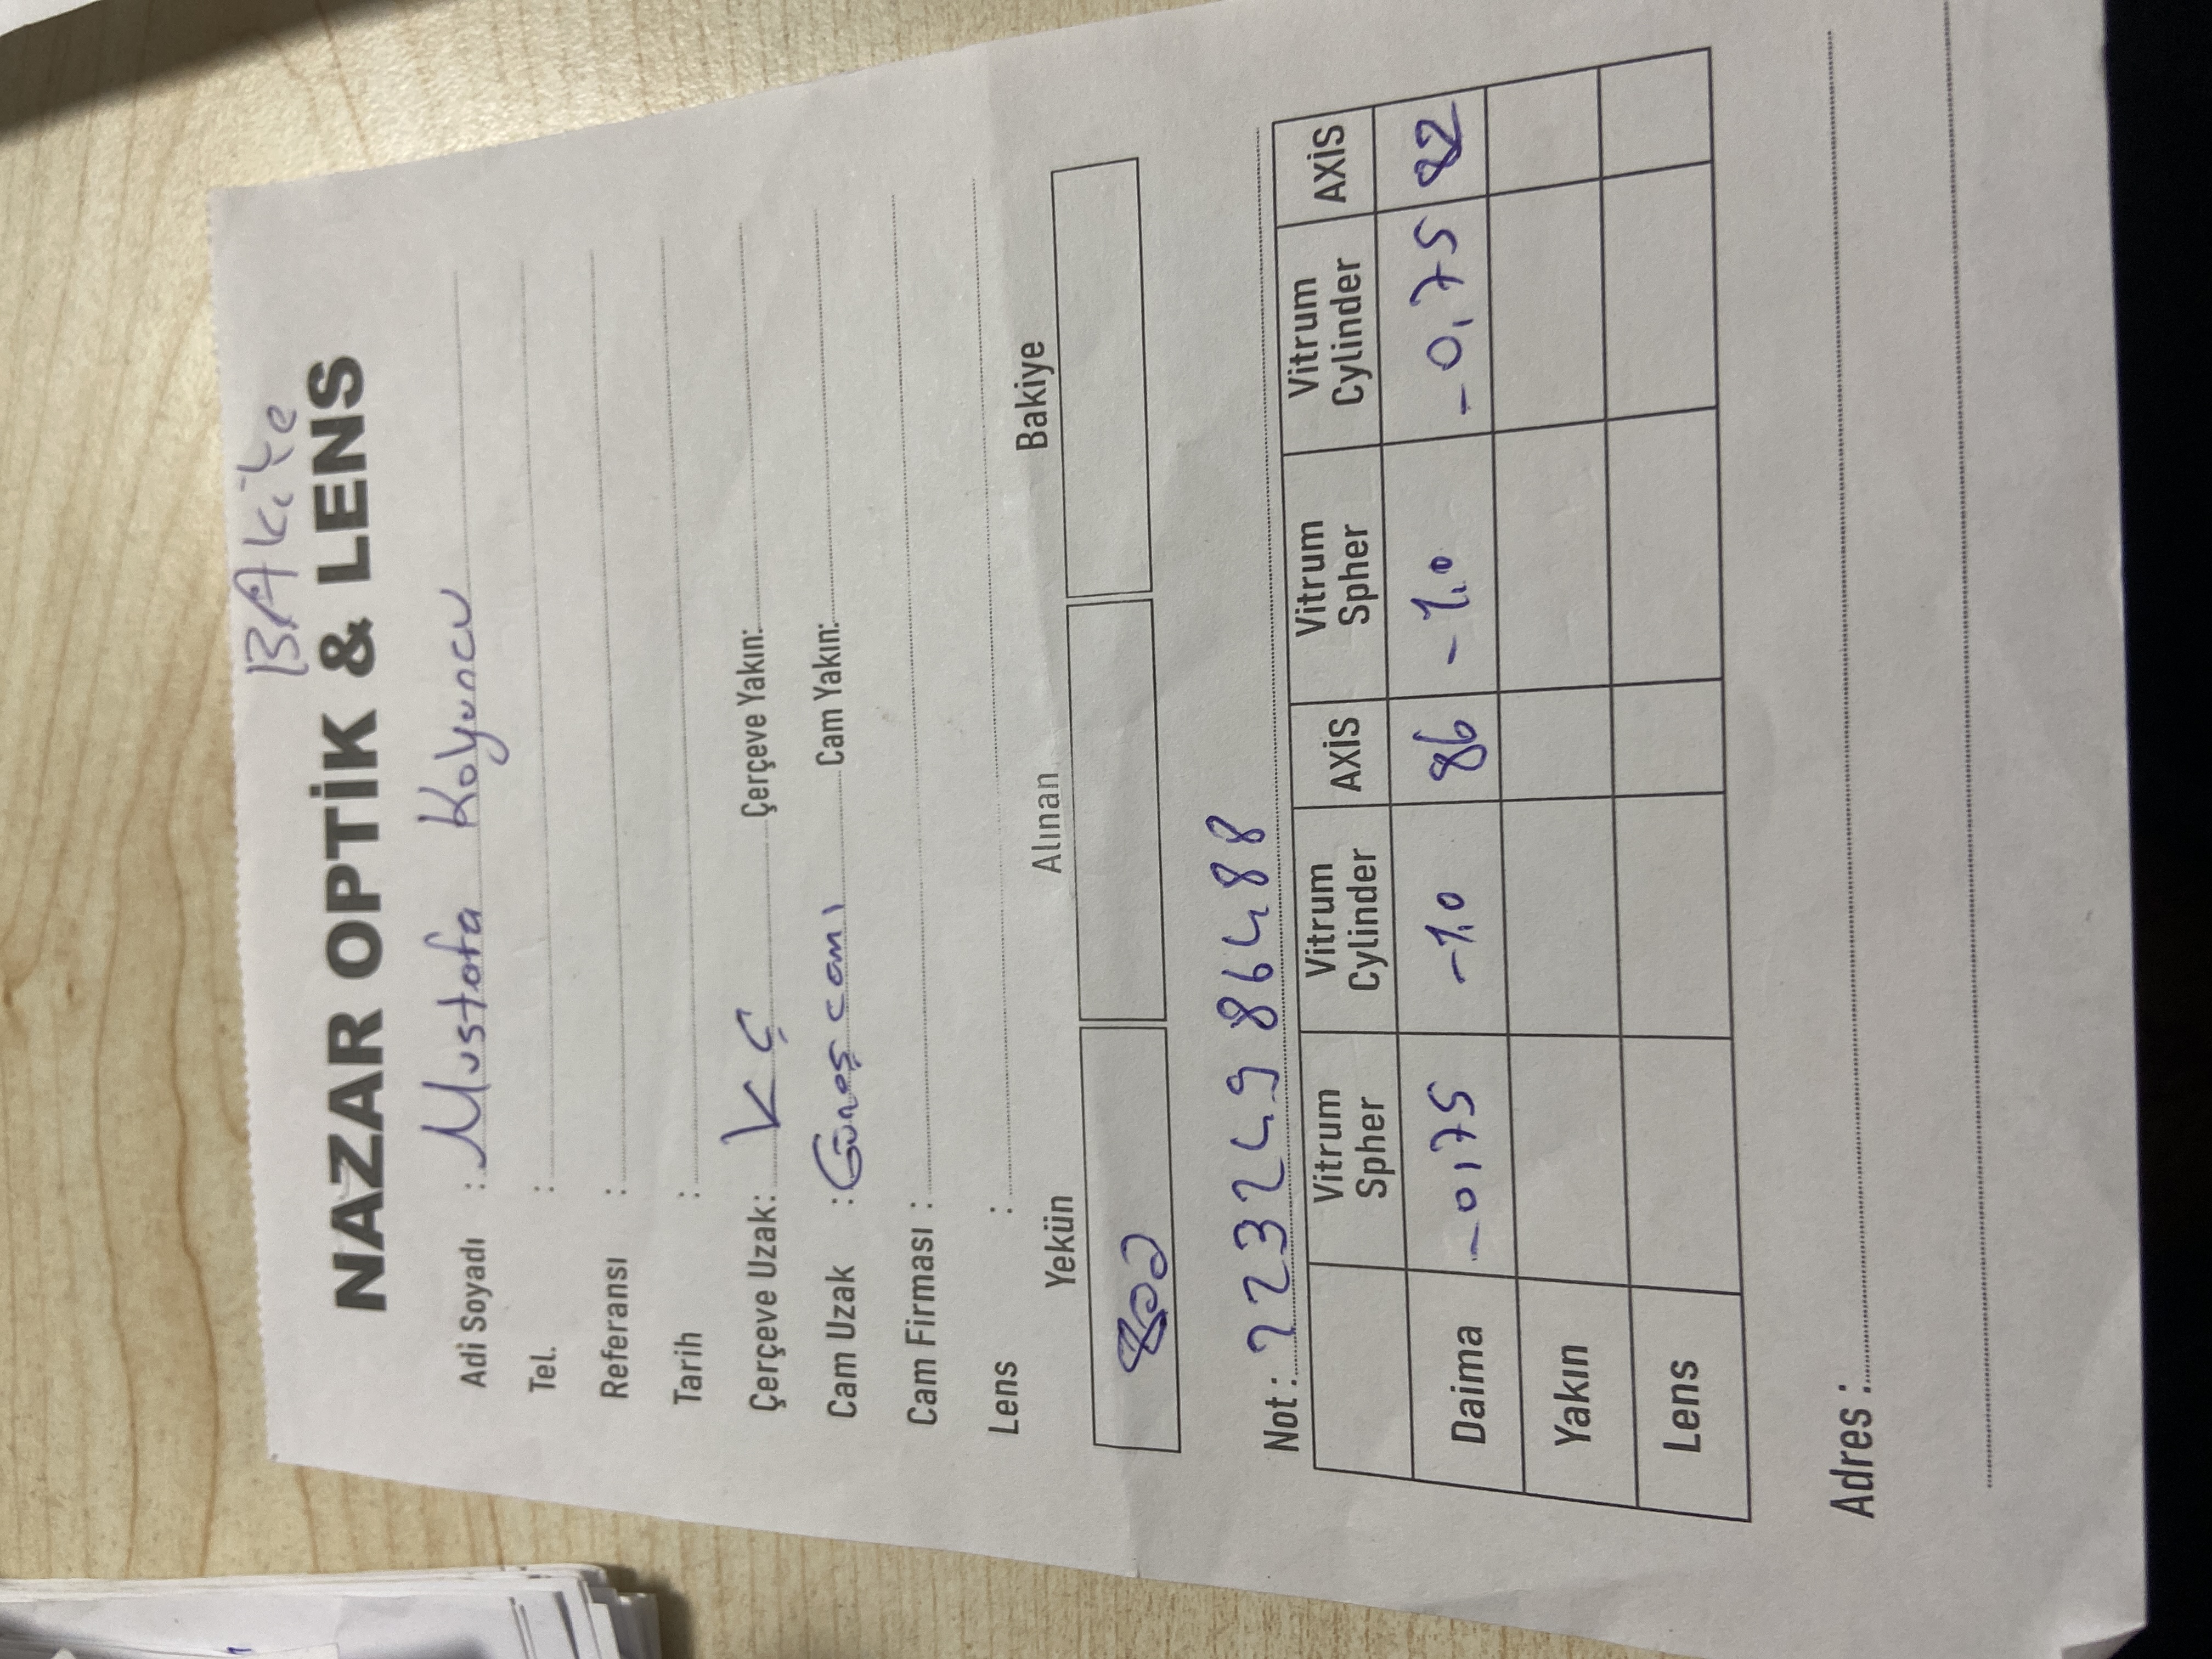 BAkiye
NAZAR OPTİK & LENS
Adi Soyadı : Mustafa Koyuncu
Tel. :
Referansı :
Tarih :
Çerçeve Uzak: KÇ Çerçeve Yakın:
Cam Uzak : Güneş camı Cam Yakın:
Cam Firması :
Lens :
Yekün Alınan Bakiye
800
Not : 22324986488
Vitrum Spher Vitrum Cylinder AXİS Vitrum Spher Vitrum Cylinder AXİS
Daima -0,75 -1.0 86 -1.0 -0,75 82
Yakın
Lens
Adres :